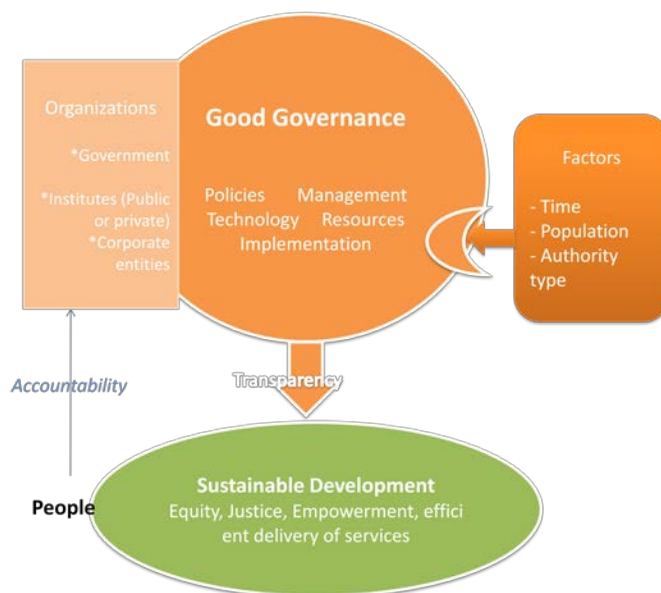 Organizations
*Government
*Institutes (Public
or private)
*Corporate
entities
Good Governance
Policies Management
Technology Resources
Implementation
Factors
- Time
- Population
- Authority
type
Transparency
Accountability
People
Sustainable Development
Equity, Justice, Empowerment, effici
ent delivery of services